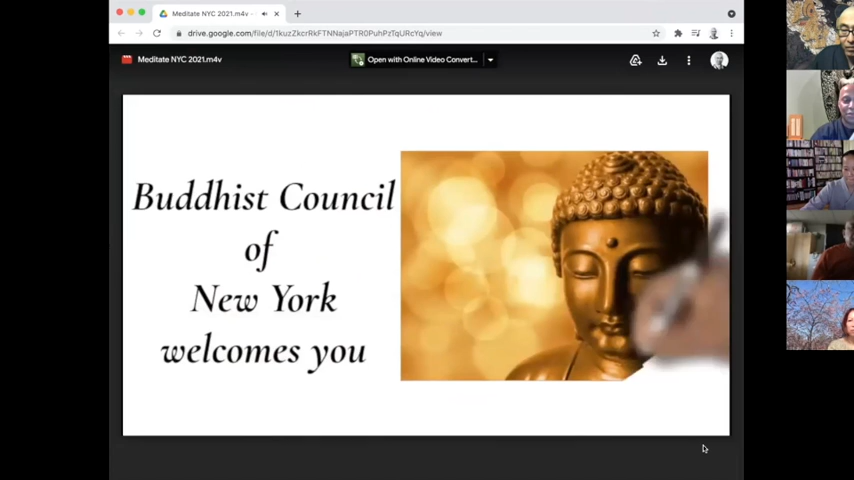 Meditate NYC 2021.m4v -
drive.google.com/file/d/1kuzZkcrRkFTNNajaPTR0PuhPzTqURcYq/view
Meditate NYC 2021.m4v
Open with Online Video Convert...
Buddhist Council
of
New York
welcomes you